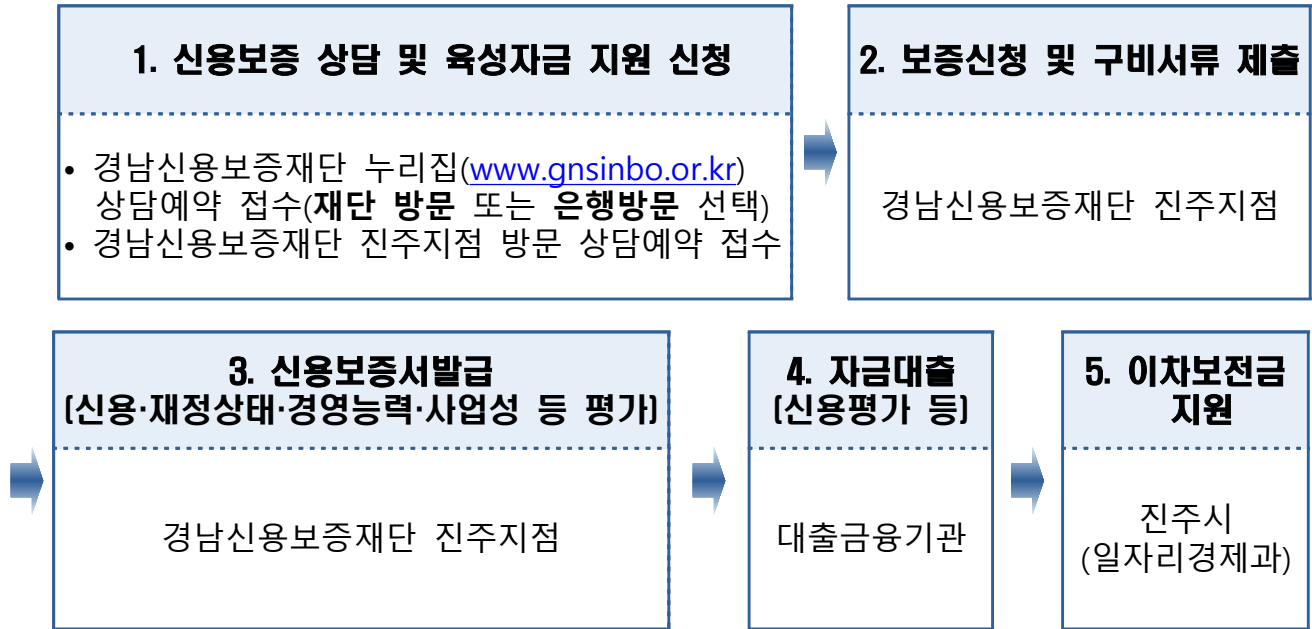 1. 신용보증 상담 및 육성자금 지원 신청
• 경남신용보증재단 누리집(www.gnsinbo.or.kr)
상담예약 접수(재단 방문 또는 은행방문 선택)
• 경남신용보증재단 진주지점 방문 상담예약 접수
2. 보증신청 및 구비서류 제출
경남신용보증재단 진주지점
3. 신용보증서발급
(신용·재정상태·경영능력·사업성 등 평가)
경남신용보증재단 진주지점
4. 자금대출
(신용평가 등)
대출금융기관
5. 이차보전금
지원
진주시
(일자리경제과)